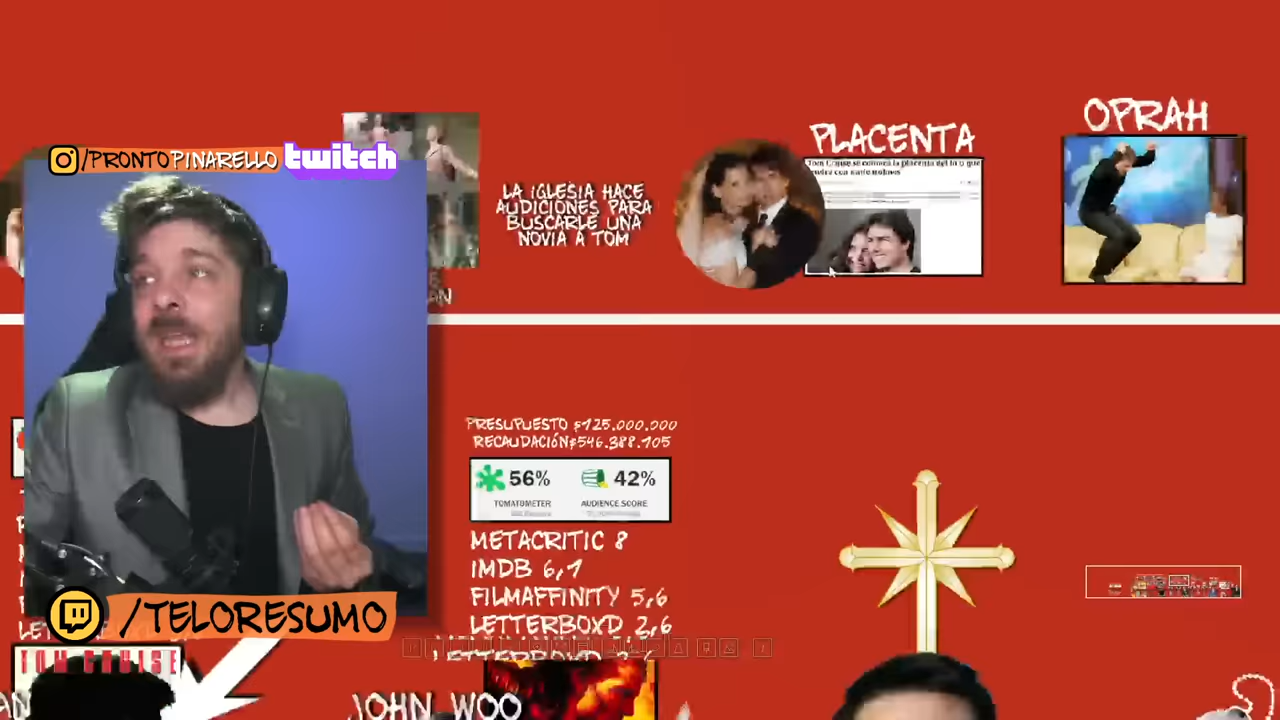 OPRAH
PLACENTA
/PRONTOPINARELLO twitch
LA IGLESIA HACE
AUDICIONES PARA
BUSCARLE UNA
NOVIA A TOM
PRESUPUESTO $125.000.000
RECAUDACIÓN $546.388.105
56% 42%
TOMATOMETER AUDIENCE SCORE
METACRITIC 8
IMDB 6,1
FILMAFFINITY 5,6
LETTERBOXD 2,6
/TELORESUMO
TOM CRUISE
JOHN WOO